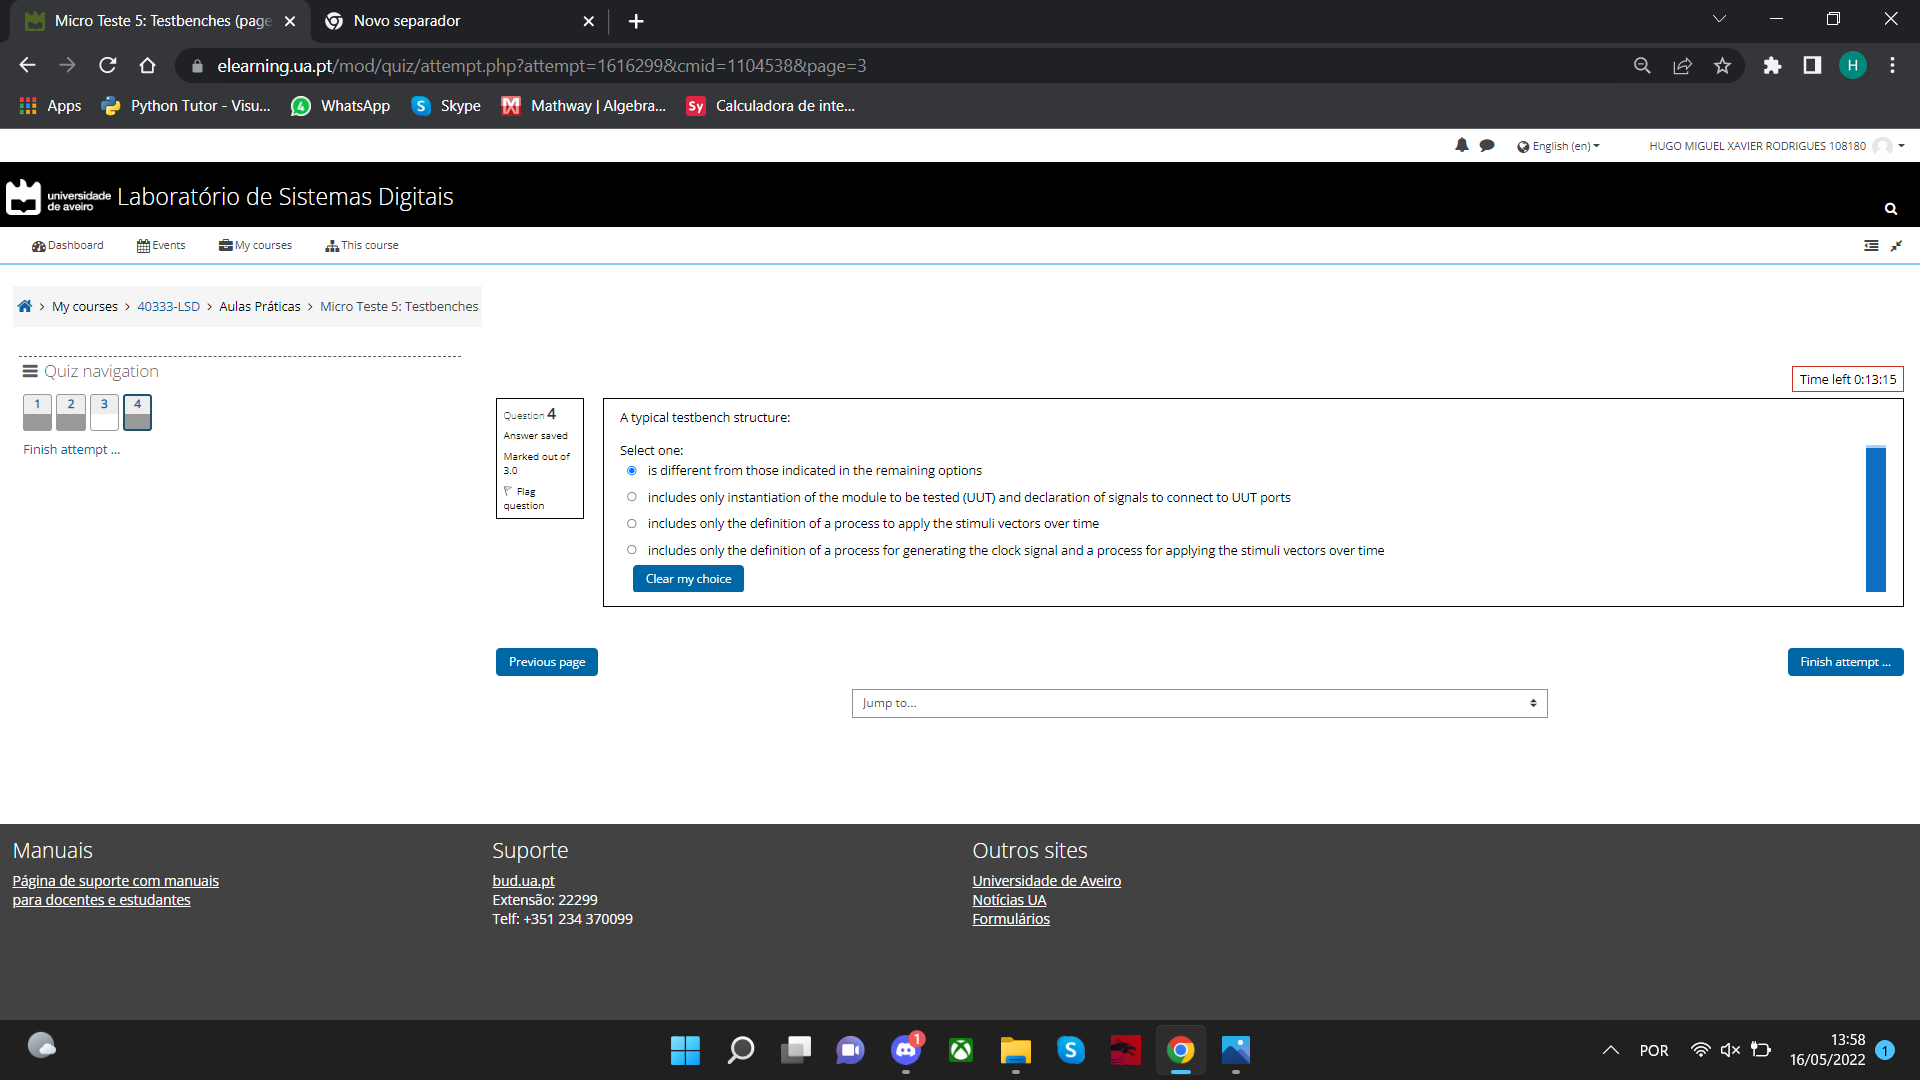 Micro Teste 5: Testbenches (page
Novo separador
elearning.ua.pt/mod/quiz/attempt.php?attempt=1616299&cmid=1104538&page=3
H
Apps
Python Tutor - Visu...
4
WhatsApp
S
Skype
Mathway | Algebra...
Sy
Calculadora de inte...
English (en)
HUGO MIGUEL XAVIER RODRIGUES 108180
universidade
de aveiro
Laboratório de Sistemas Digitais
Dashboard
Events
My courses
This course
My courses > 40333-LSD > Aulas Práticas > Micro Teste 5: Testbenches
Quiz navigation
1 2 3 4
Finish attempt ...
Time left 0:13:15
Question 4
Answer saved
Marked out of
3.0
Flag
question
A typical testbench structure:
Select one:
is different from those indicated in the remaining options
includes only instantiation of the module to be tested (UUT) and declaration of signals to connect to UUT ports
includes only the definition of a process to apply the stimuli vectors over time
includes only the definition of a process for generating the clock signal and a process for applying the stimuli vectors over time
Clear my choice
Previous page
Finish attempt ...
Jump to...
Manuais
Página de suporte com manuais
para docentes e estudantes
Suporte
bud.ua.pt
Extensão: 22299
Telf: +351 234 370099
Outros sites
Universidade de Aveiro
Notícias UA
Formulários
1
S
POR
13:58
16/05/2022
1